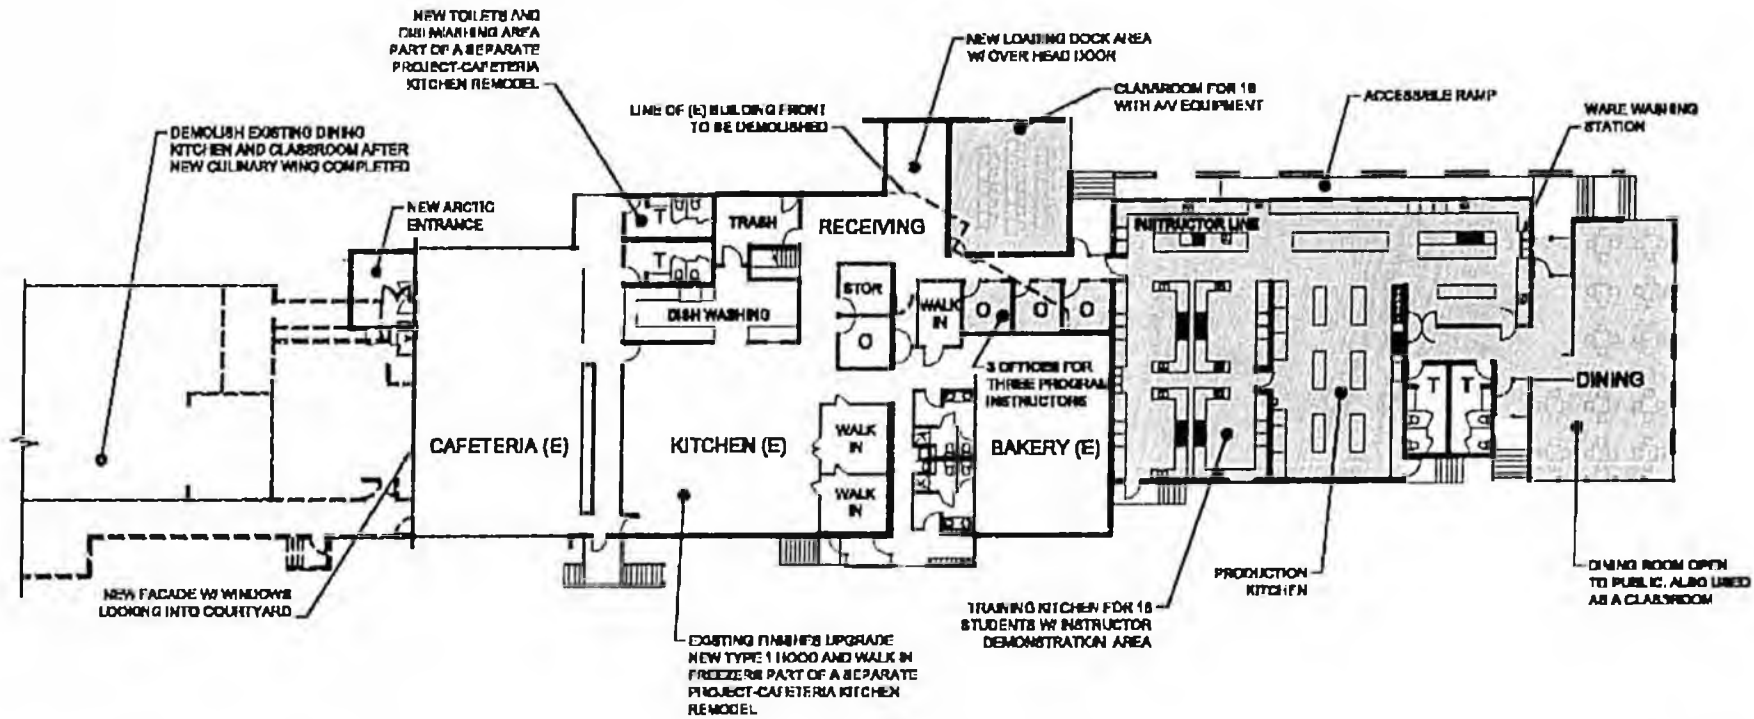 NEW TOILETS AND
DISHWASHING AREA
PART OF A SEPARATE
PROJECT-CAFETERIA
KITCHEN REMODEL
NEW LOADING DOCK AREA
W/ OVER HEAD DOOR
CLASSROOM FOR 18
WITH A/V EQUIPMENT
ACCESSIBLE RAMP
WARE WASHING
STATION
LINE OF (E) BUILDING FRONT
TO BE DEMOLISHED
DEMOLISH EXISTING DINING
KITCHEN AND CLASSROOM AFTER
NEW CULINARY WING COMPLETED
NEW ARCTIC
ENTRANCE
T
TRASH
RECEIVING
INSTRUCTOR LINE
T
STOR
DISH WASHING
WALK
IN
O
O
O
O
3 OFFICES FOR
THREE PROGRAM
INSTRUCTORS
T
T
DINING
CAFETERIA (E)
KITCHEN (E)
WALK
IN
BAKERY (E)
WALK
IN
NEW FACADE W/ WINDOWS
LOOKING INTO COURTYARD
PRODUCTION
KITCHEN
DINING ROOM OPEN
TO PUBLIC, ALSO USED
AS A CLASSROOM
TRAINING KITCHEN FOR 18
STUDENTS W/ INSTRUCTOR
DEMONSTRATION AREA
EXISTING FINISHES UPGRADE
NEW TYPE 1 HOOD AND WALK IN
FREEZERS PART OF A SEPARATE
PROJECT-CAFETERIA KITCHEN
REMODEL